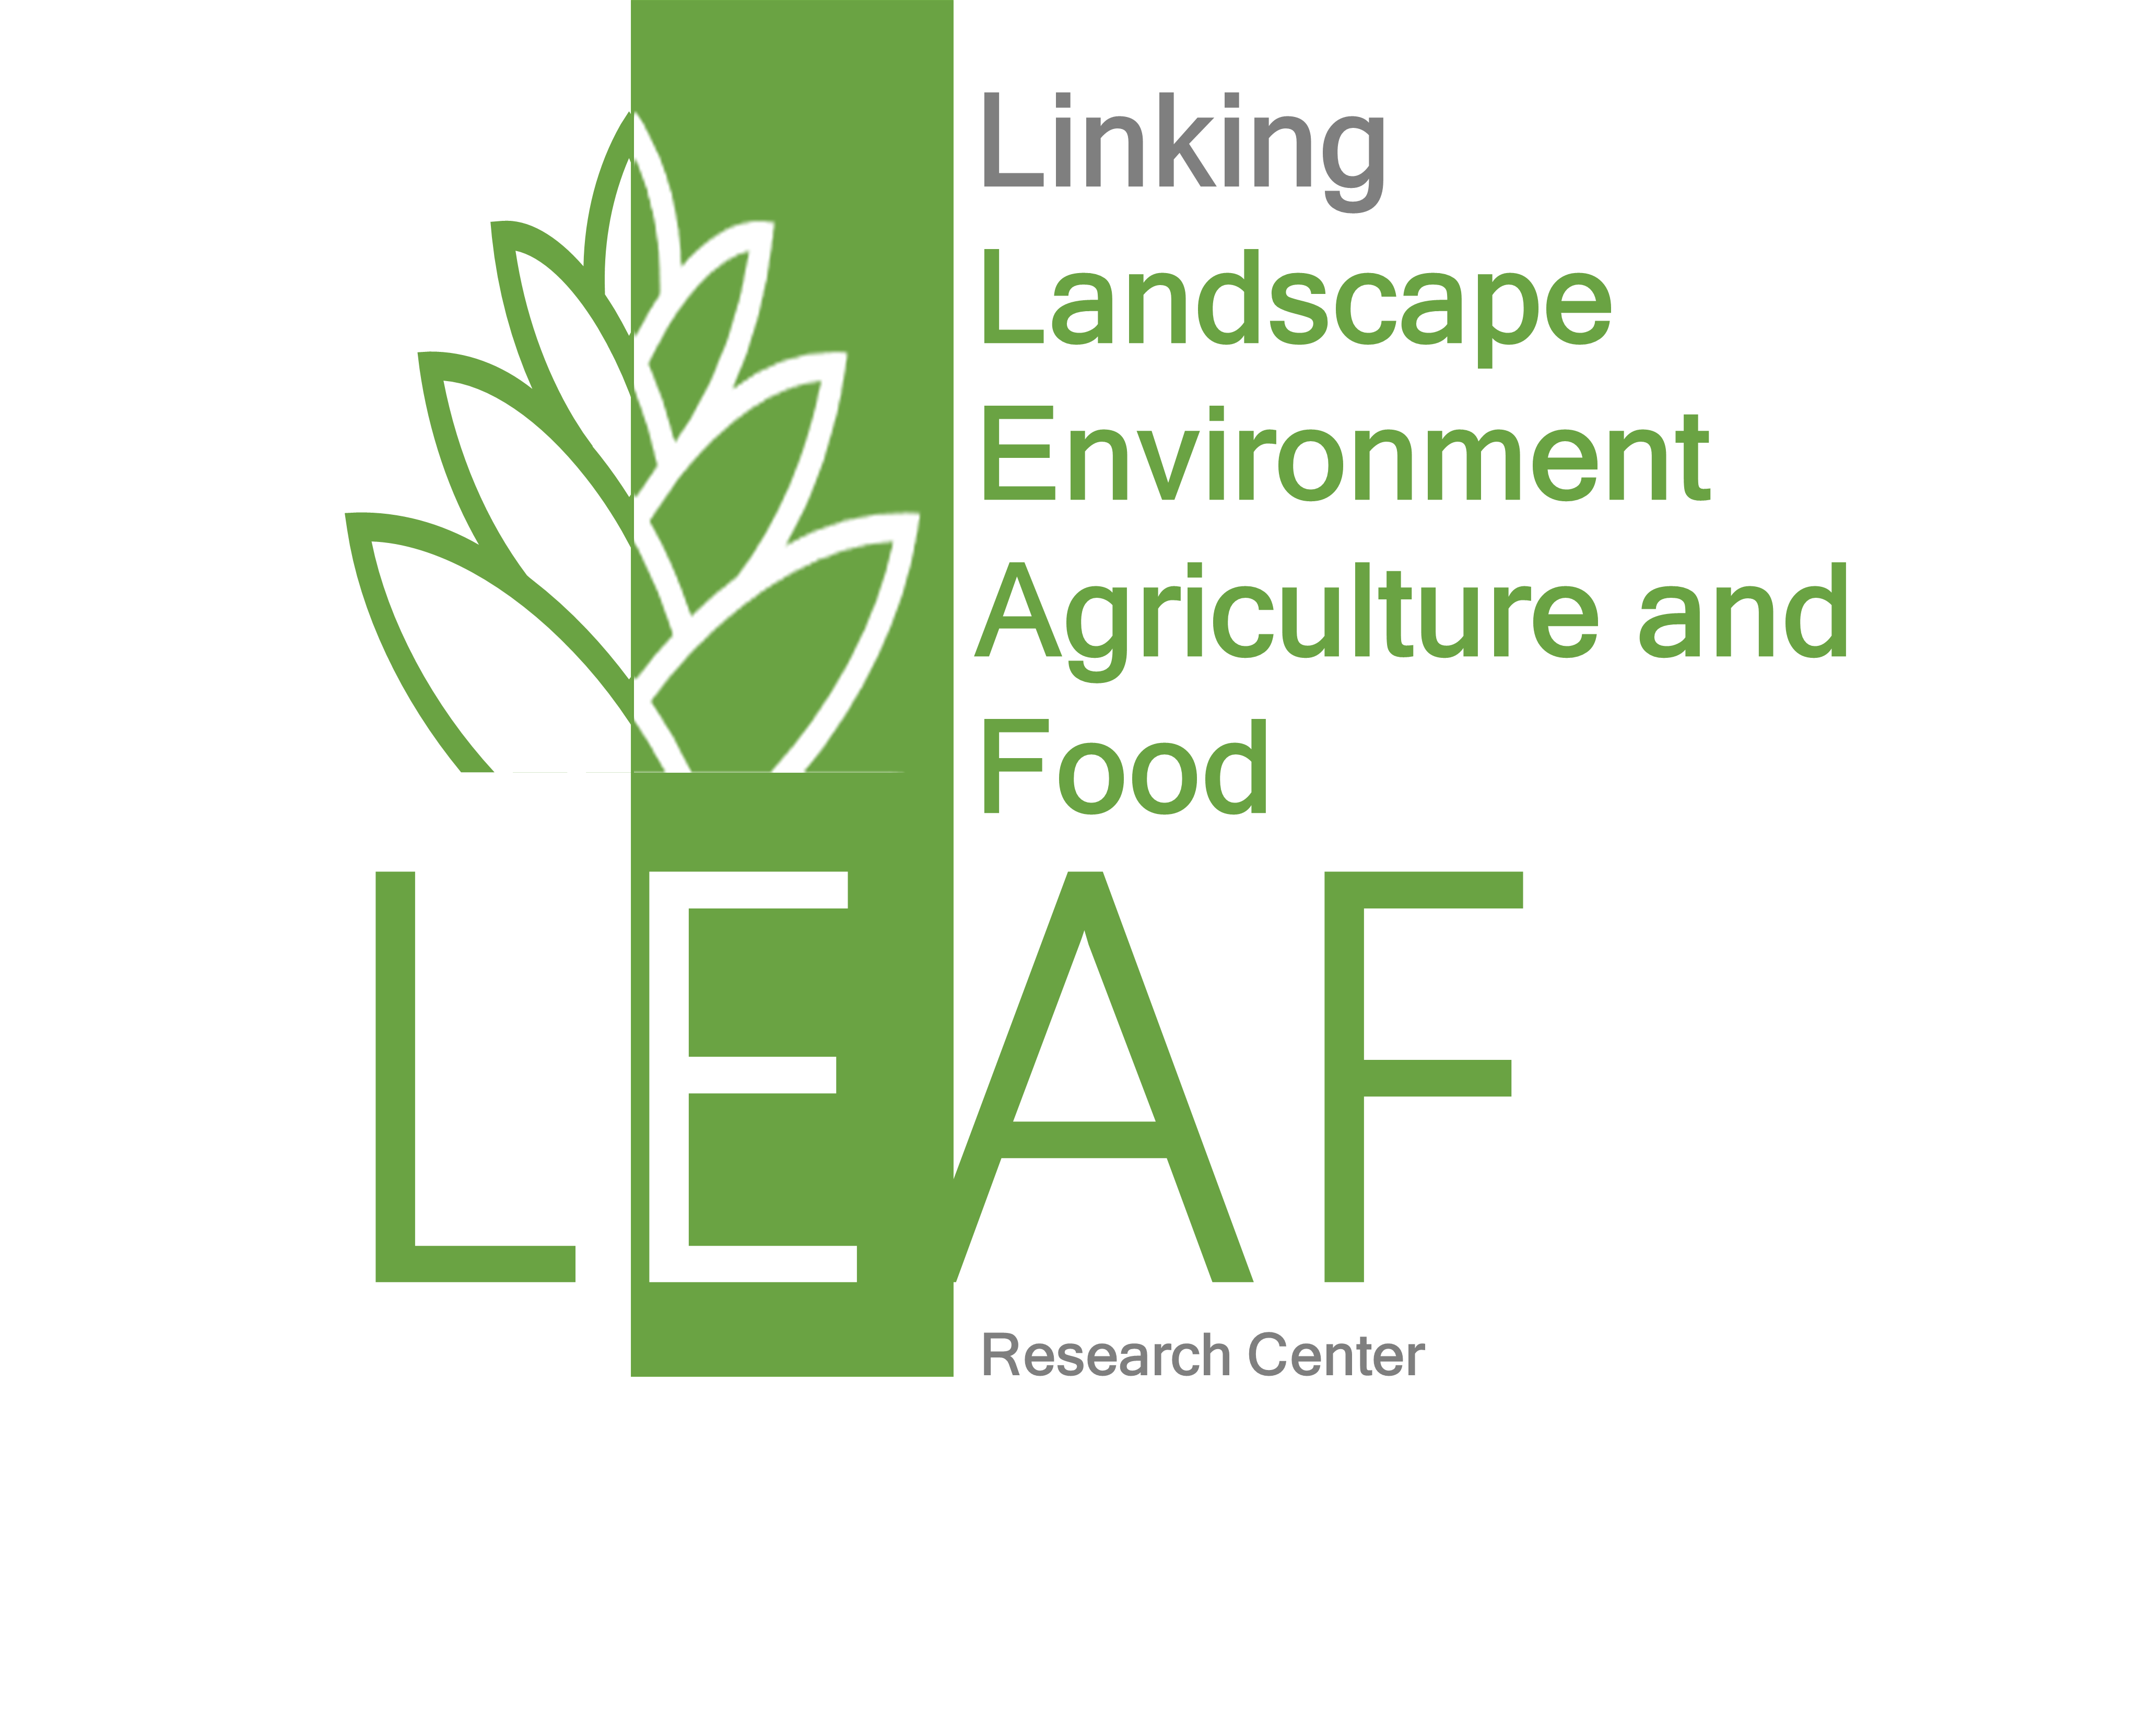 Linking
Landscape
Environment
Agriculture and
Food
LEAF
Research Center